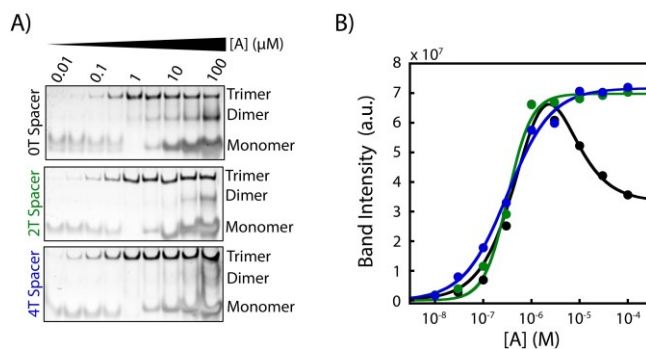 A)
[A] (μM)
0.01
0.1
1
10
100
0T Spacer
Trimer
Dimer
Monomer
2T Spacer
Trimer
Dimer
Monomer
4T Spacer
Trimer
Dimer
Monomer
B)
x 10⁷
8
7
6
5
4
3
2
1
0
Band Intensity (a.u.)
10⁻⁸
10⁻⁷
10⁻⁶
10⁻⁵
10⁻⁴
[A] (M)